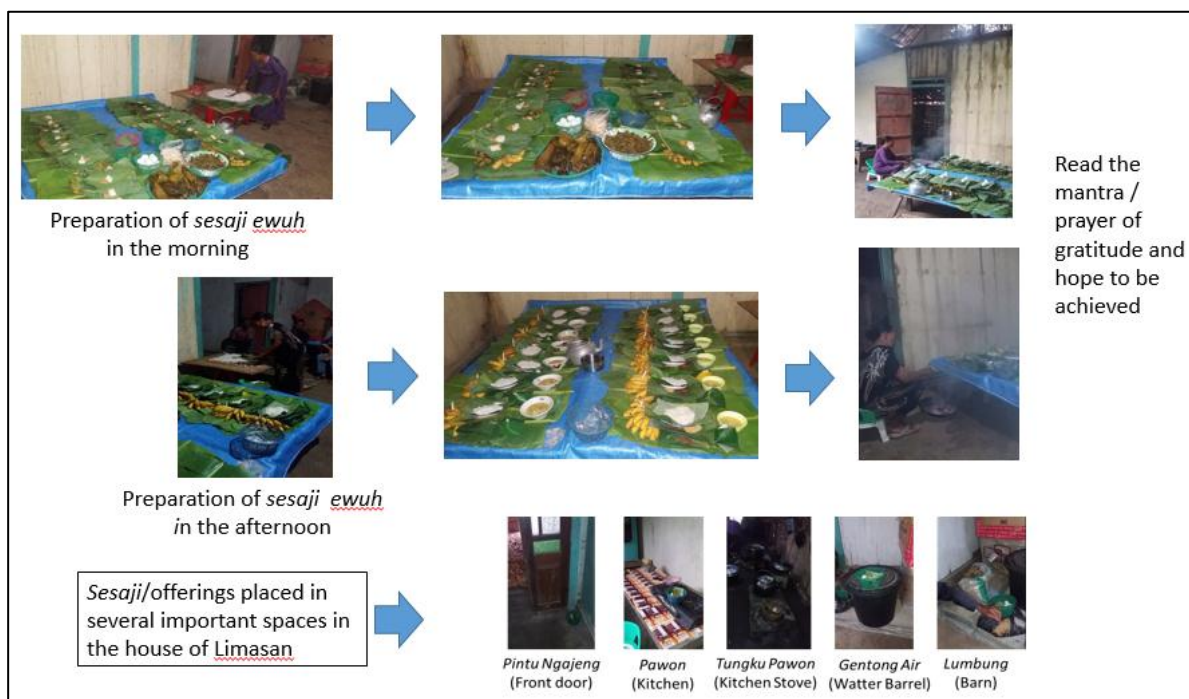 Preparation of sesaji ewuh
in the morning
Read the
mantra /
prayer of
gratitude and
hope to be
achieved
Preparation of sesaji ewuh
in the afternoon
Sesaji/offerings placed in
several important spaces in
the house of Limasan
Pintu Ngajeng
(Front door)
Pawon
(Kitchen)
Tungku Pawon
(Kitchen Stove)
Gentong Air
(Watter Barrel)
Lumbung
(Barn)